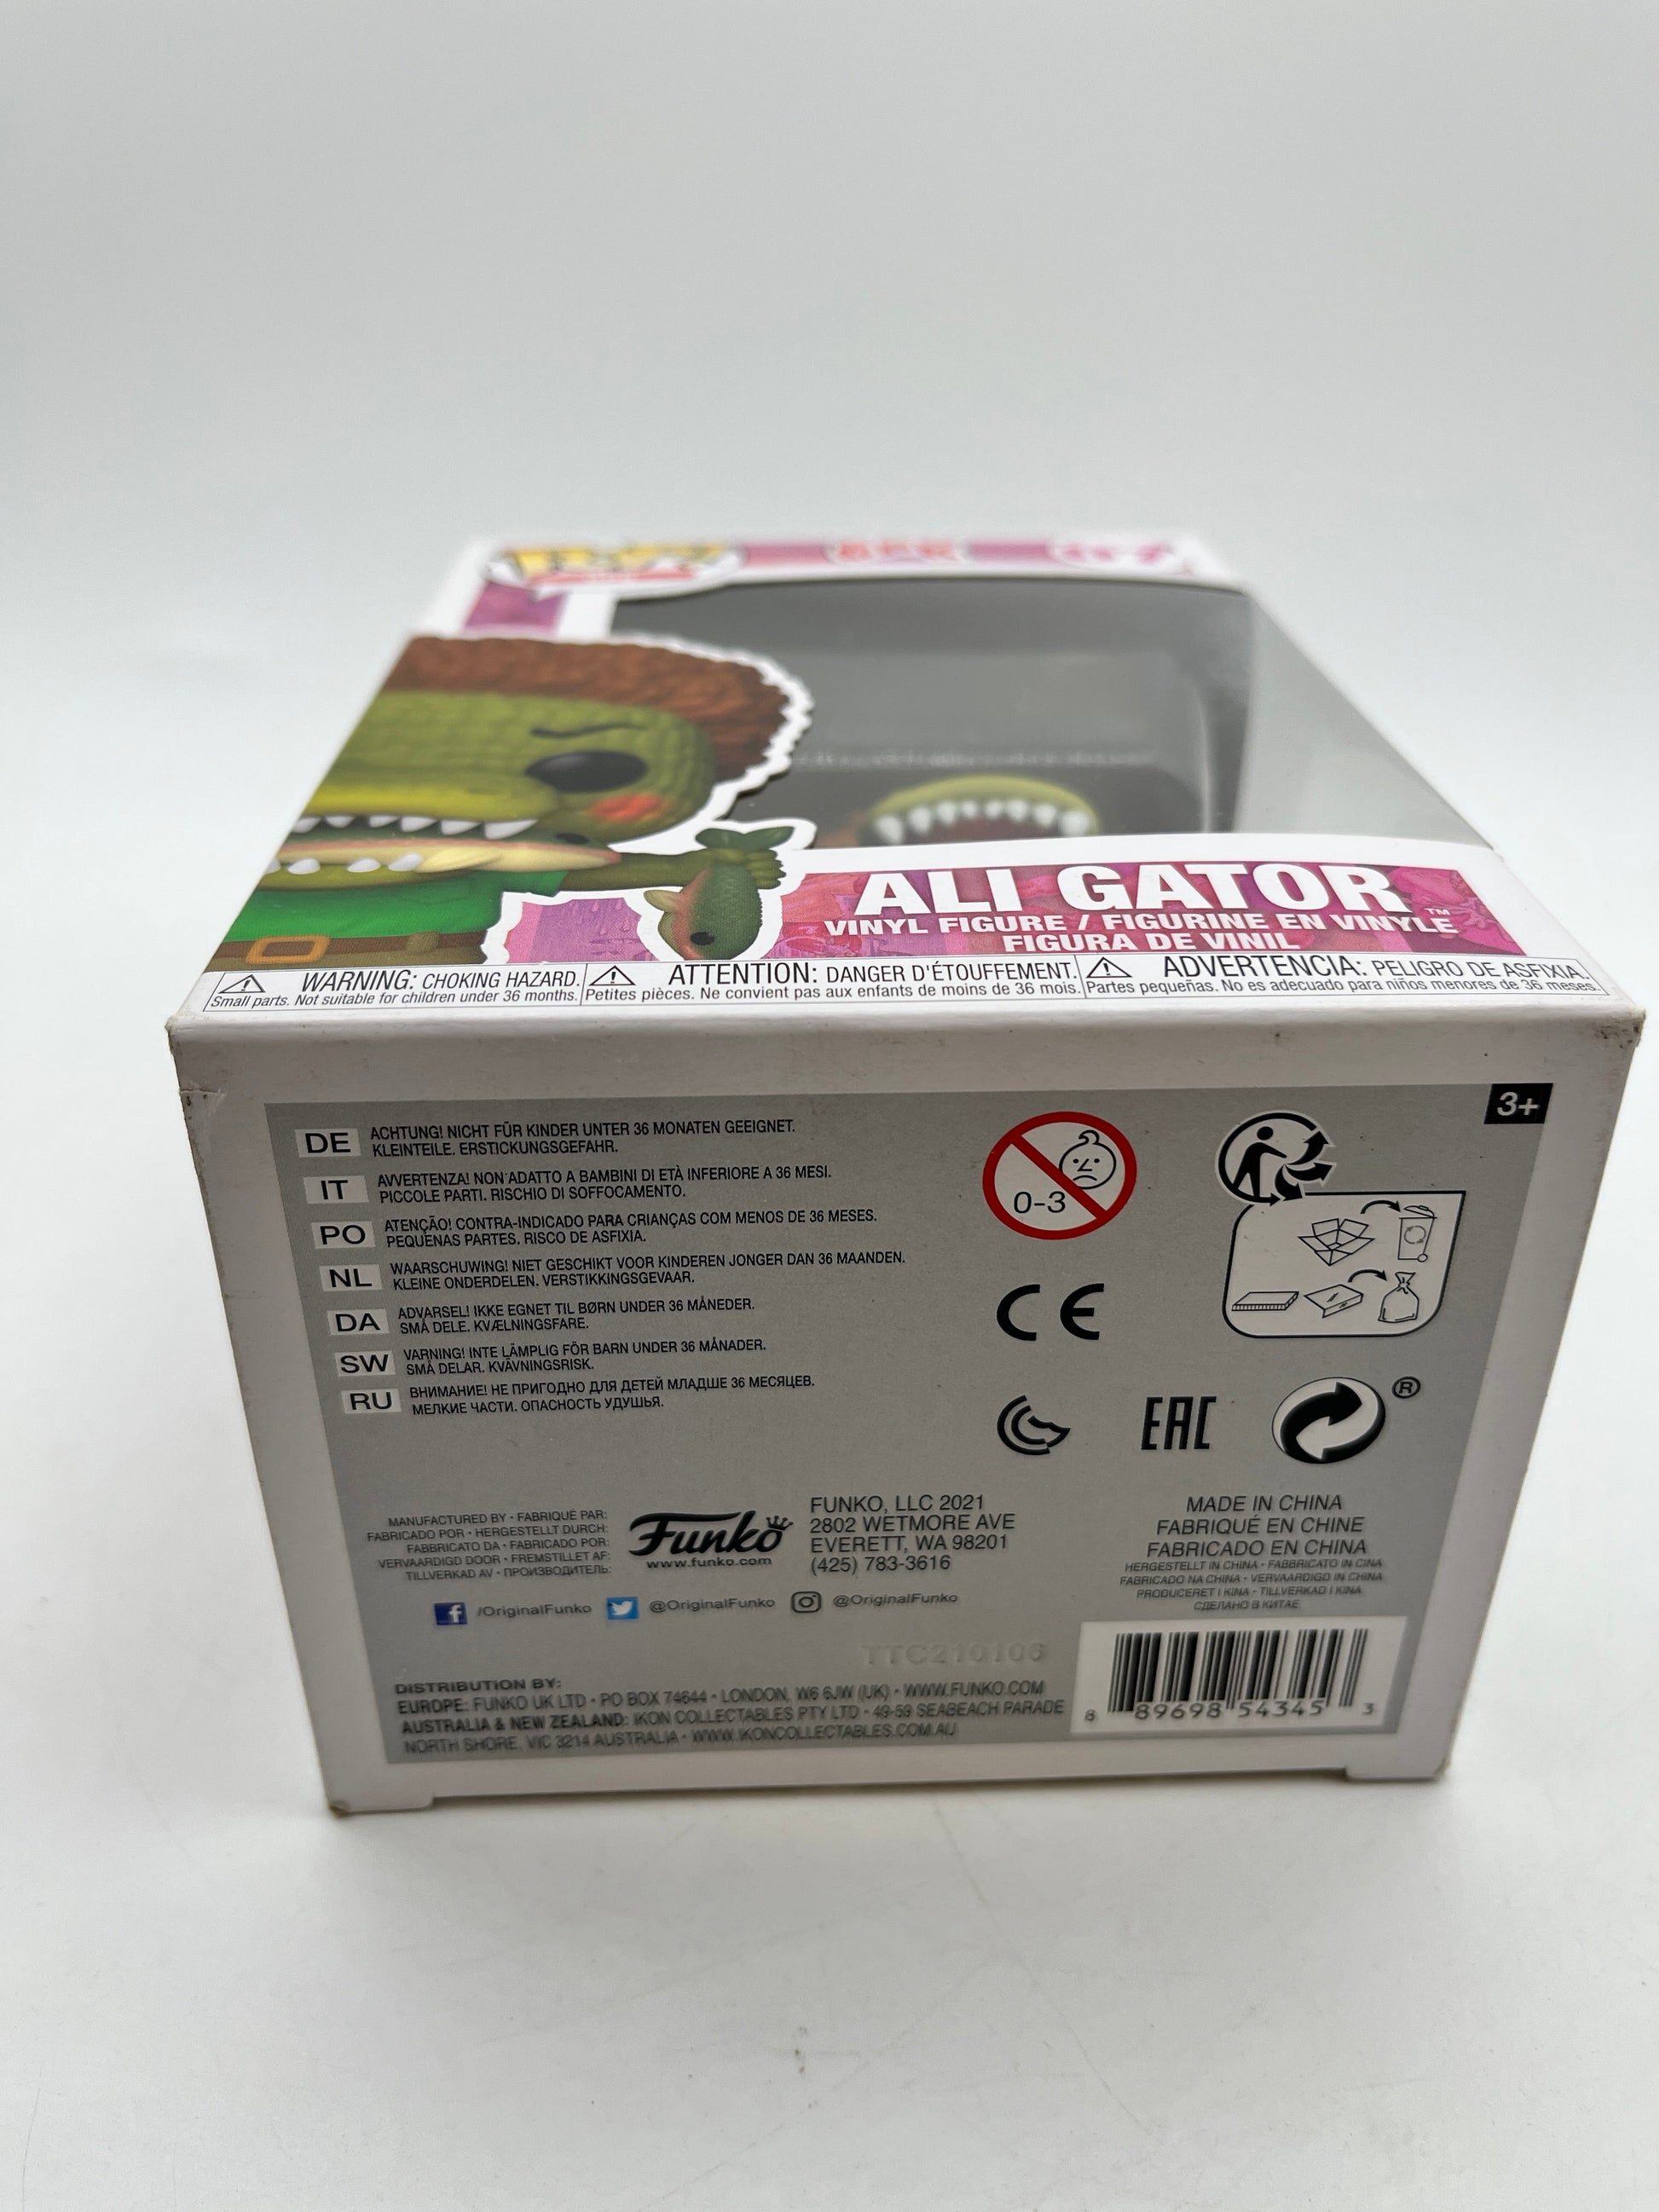 ALI GATOR™
VINYL FIGURE / FIGURINE EN VINYLE
FIGURA DE VINIL
WARNING: CHOKING HAZARD.
Small parts. Not suitable for children under 36 months.
ATTENTION: DANGER D'ÉTOUFFEMENT.
Petites pièces. Ne convient pas aux enfants de moins de 36 mois.
ADVERTENCIA: PELIGRO DE ASFIXIA.
Partes pequeñas. No es adecuado para niños menores de 36 meses.
3+
DE ACHTUNG! NICHT FÜR KINDER UNTER 36 MONATEN GEEIGNET.
KLEINTEILE. ERSTICKUNGSGEFAHR.
IT AVVERTENZA! NON ADATTO A BAMBINI DI ETÀ INFERIORE A 36 MESI.
PICCOLE PARTI. RISCHIO DI SOFFOCAMENTO.
PO ATENÇÃO! CONTRA-INDICADO PARA CRIANÇAS COM MENOS DE 36 MESES.
PEQUENAS PARTES. RISCO DE ASFIXIA.
NL WAARSCHUWING! NIET GESCHIKT VOOR KINDEREN JONGER DAN 36 MAANDEN.
KLEINE ONDERDELEN. VERSTIKKINGSGEVAAR.
DA ADVARSEL! IKKE EGNET TIL BØRN UNDER 36 MÅNEDER.
SMÅ DELE. KVÆLNINGSFARE.
SW VARNING! INTE LÄMPLIG FÖR BARN UNDER 36 MÅNADER.
SMÅ DELAR. KVÄVNINGSRISK.
RU ВНИМАНИЕ! НЕ ПРИГОДНО ДЛЯ ДЕТЕЙ МЛАДШЕ 36 МЕСЯЦЕВ.
МЕЛКИЕ ЧАСТИ. ОПАСНОСТЬ УДУШЬЯ.
0-3
CE
EAC
®
MANUFACTURED BY • FABRIQUÉ PAR:
FABRICADO POR • HERGESTELLT DURCH:
FABBRICATO DA • FABRICADO POR:
VERVAARDIGD DOOR • FREMSTILLET AF:
TILLVERKAD AV • ПРОИЗВОДИТЕЛЬ:
Funko
www.funko.com
FUNKO, LLC 2021
2802 WETMORE AVE
EVERETT, WA 98201
(425) 783-3616
MADE IN CHINA
FABRIQUÉ EN CHINE
FABRICADO EN CHINA
HERGESTELLT IN CHINA • FABBRICATO IN CINA
FABRICADO NA CHINA • VERVAARDIGD IN CHINA
PRODUCERET I KINA • TILLVERKAD I KINA
СДЕЛАНО В КИТАЕ
/OriginalFunko @OriginalFunko @OriginalFunko
TTC210106
DISTRIBUTION BY:
EUROPE: FUNKO UK LTD • PO BOX 74644 • LONDON, W6 6JW (UK) • WWW.FUNKO.COM
AUSTRALIA & NEW ZEALAND: IKON COLLECTABLES PTY LTD • 49-59 SEABEACH PARADE
NORTH SHORE, VIC 3214 AUSTRALIA • WWW.IKONCOLLECTABLES.COM.AU
8 89698 54345 3